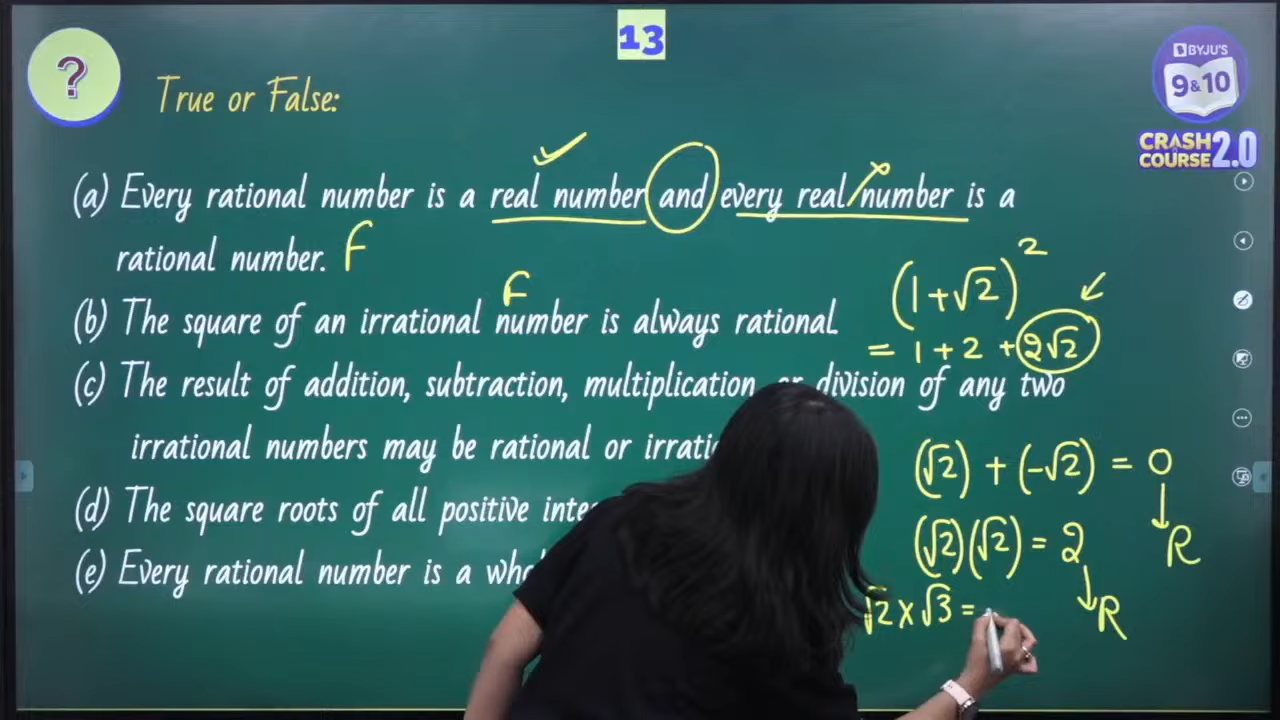 13
?
True or False:
BYJU'S
9 & 10
CRASH
COURSE 2.0
(a) Every rational number is a real number and every real number is a
rational number. F
F
(b) The square of an irrational number is always rational.
(c) The result of addition, subtraction, multiplication, or division of any two
irrational numbers may be rational or
(d) The square roots of all positive
(e) Every rational number is a
(1+√2)²
= 1 + 2 + 2√2
(√2) + (-√2) = 0
R
(√2)(√2) = 2
R
√2 x √3 =